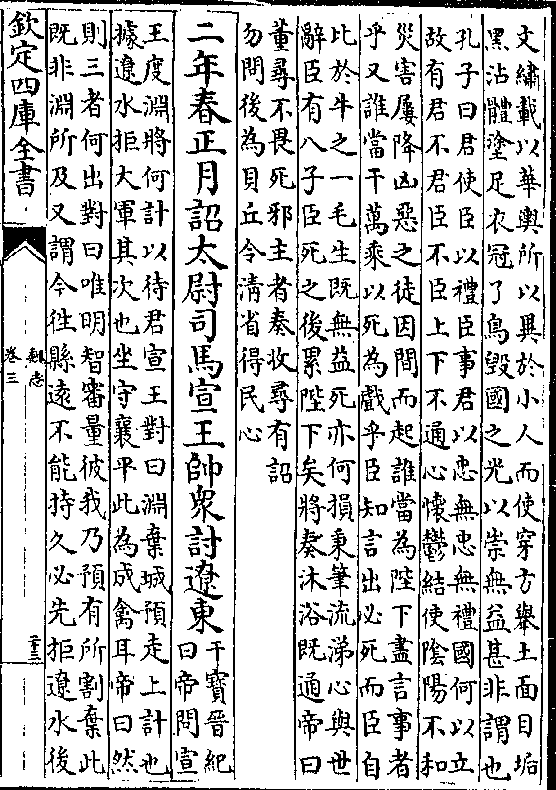 文繡載以華輿所以異於小人而使穿方舉土面目垢
黑沾體塗足衣冠了鳥毀國之光以崇無益甚非謂也
孔子曰君使臣以禮臣事君以忠無忠無禮國何以立
故有君不君臣不臣上下不通心懷鬱結使陰陽不和
災害屢降凶惡之徒因間而起誰當為陛下盡言事者
乎又誰當干萬乘以死為戲乎臣知言出必死而臣自
比於牛之一毛生既無益死亦何損秉筆流涕心與世
辭臣有八子臣死之後累陛下矣將奏沐浴既通帝曰
董尋不畏死邪主者奏收尋有詔
勿問後為貝丘令清省得民心
二年春正月詔太尉司馬宣王帥衆討遼東
干寶晉紀
曰帝問宣
王度淵將何計以待君宣王對曰淵棄城預走上計也
據遼水拒大軍其次也坐守襄平此為成禽耳帝曰然
則三者何出對曰唯明智審量彼我乃預有所割棄此
既非淵所及又謂今往縣遠不能持久必先拒遼水後
欽定四庫全書
魏志
卷三
二十三